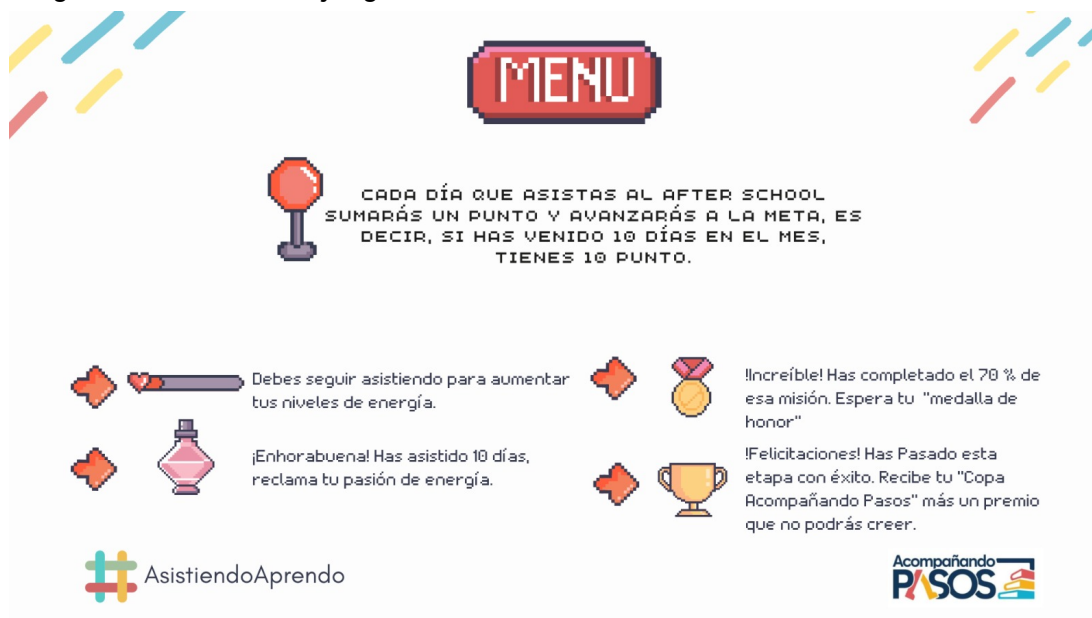 MENU
CADA DÍA QUE ASISTAS AL AFTER SCHOOL
SUMARÁS UN PUNTO Y AVANZARÁS A LA META, ES
DECIR, SI HAS VENIDO 10 DÍAS EN EL MES,
TIENES 10 PUNTO.
Debes seguir asistiendo para aumentar
tus niveles de energía.
¡Enhorabuena! Has asistido 10 días,
reclama tu pasión de energía.
!Increíble! Has completado el 70 % de
esa misión. Espera tu "medalla de
honor"
!Felicitaciones! Has Pasado esta
etapa con éxito. Recibe tu "Copa
Acompañando Pasos" más un premio
que no podrás creer.
#AsistiendoAprendo
Acompañando
PASOS